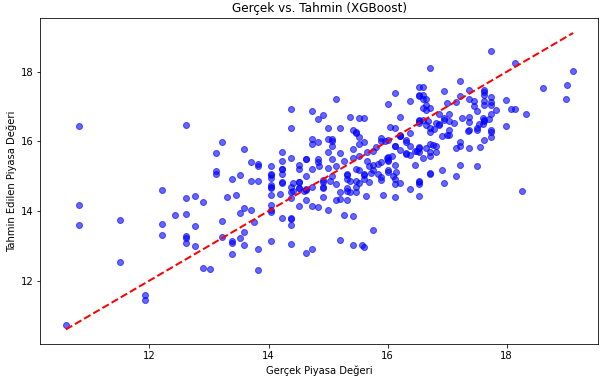 Gerçek vs. Tahmin (XGBoost)
Tahmin Edilen Piyasa Değeri
18
16
14
12
12 14 16 18
Gerçek Piyasa Değeri